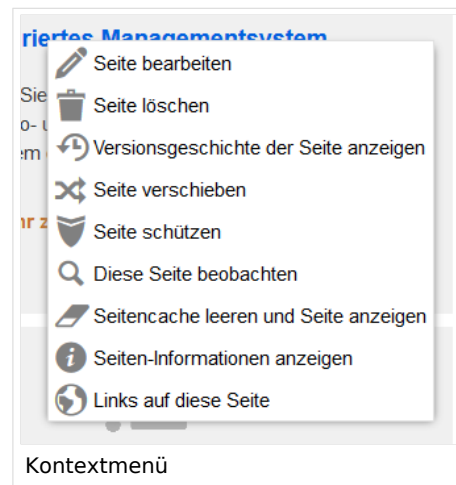 riertes Managementsystem
Seite bearbeiten
Sie
Seite löschen
o- u
Versionsgeschichte der Seite anzeigen
Seite verschieben
Seite schützen
Diese Seite beobachten
Seitencache leeren und Seite anzeigen
Seiten-Informationen anzeigen
Links auf diese Seite
Kontextmenü